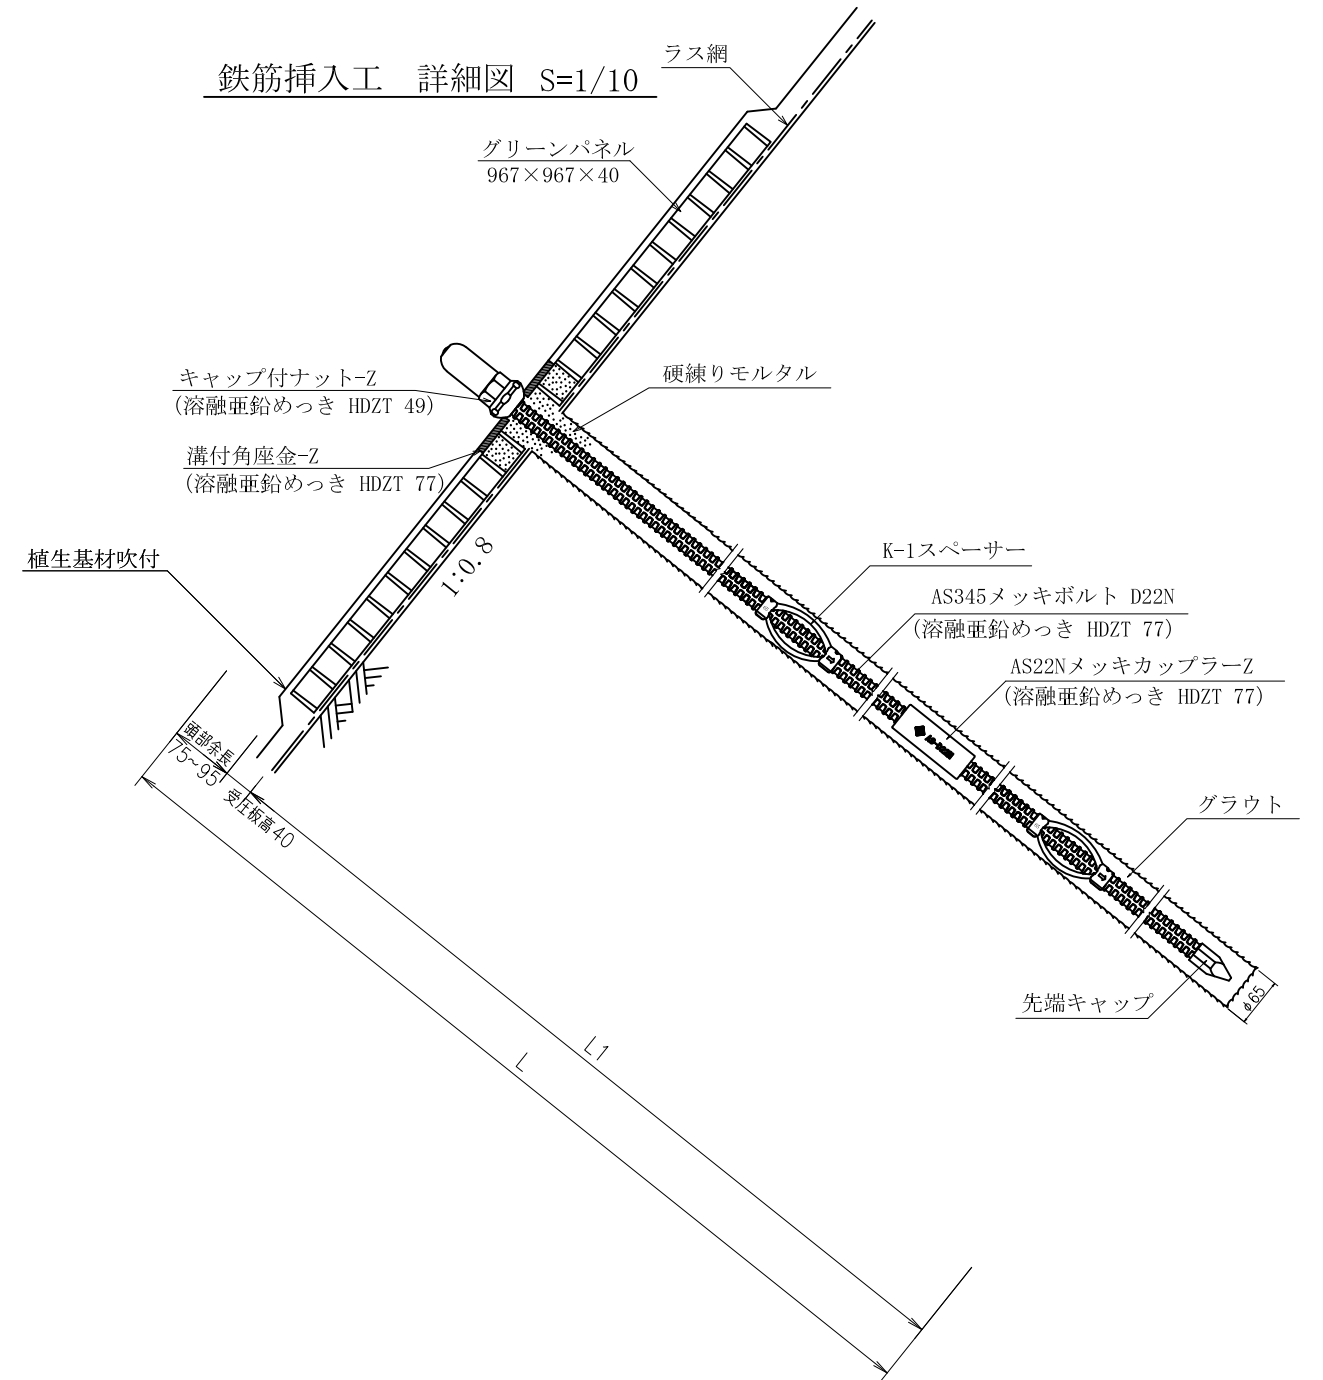 鉄筋挿入工　詳細図　S=1/10
ラス網
グリーンパネル
967×967×40
キャップ付ナット-Z
(溶融亜鉛めっき HDZT 49)
硬練りモルタル
溝付角座金-Z
(溶融亜鉛めっき HDZT 77)
植生基材吹付
1:0.8
K-1スペーサー
AS345メッキボルト D22N
(溶融亜鉛めっき HDZT 77)
AS22NメッキカップラーZ
(溶融亜鉛めっき HDZT 77)
頭部余長
75~95
受圧板高40
グラウト
先端キャップ
φ65
L1
L